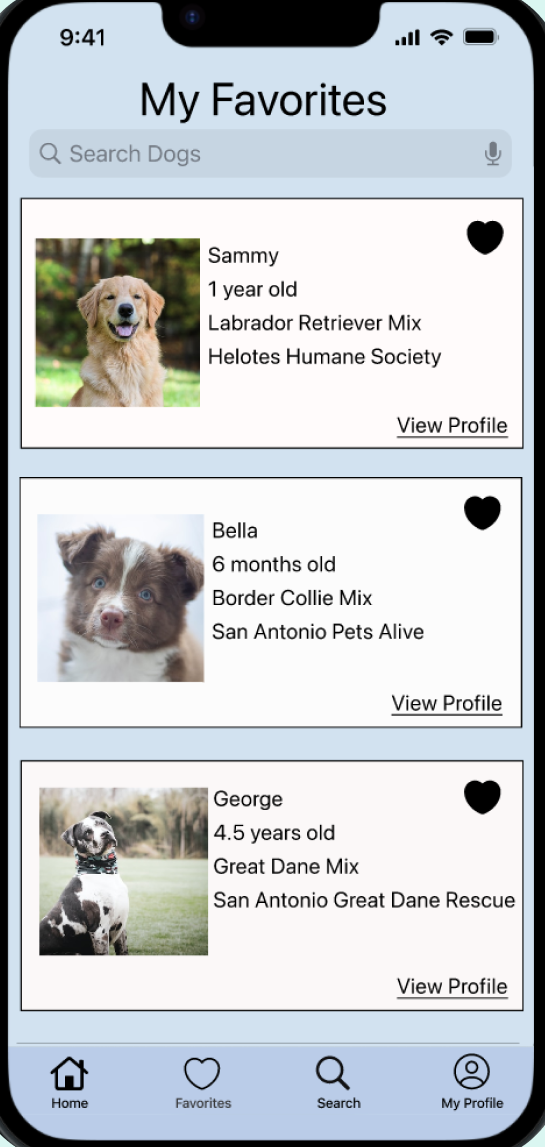 9:41
My Favorites
Search Dogs
Sammy
1 year old
Labrador Retriever Mix
Helotes Humane Society
View Profile
Bella
6 months old
Border Collie Mix
San Antonio Pets Alive
View Profile
George
4.5 years old
Great Dane Mix
San Antonio Great Dane Rescue
View Profile
Home Favorites Search My Profile